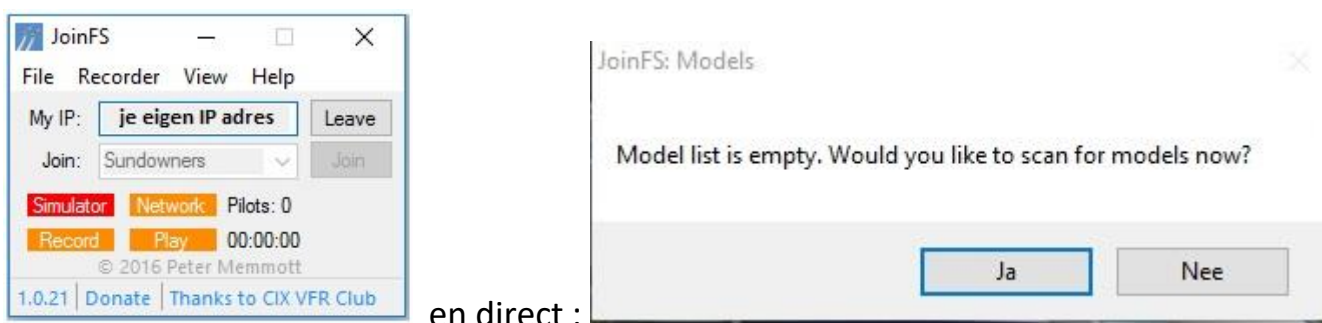 JoinFS
File Recorder View Help
My IP: je eigen IP adres Leave
Join: Sundowners Join
Simulator Network Pilots: 0
Record Play 00:00:00
© 2016 Peter Memmott
1.0.21 Donate Thanks to CIX VFR Club
en direct :
JoinFS: Models
Model list is empty. Would you like to scan for models now?
Ja Nee